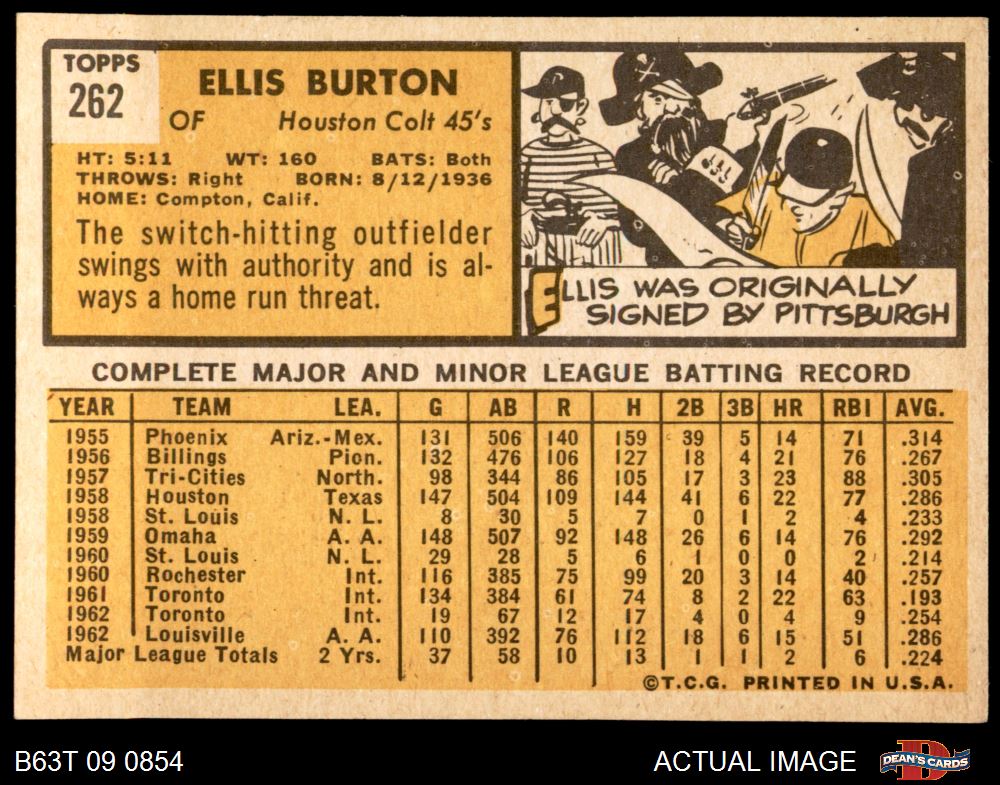 TOPPS
262
ELLIS BURTON
OF Houston Colt 45's
HT: 5:11 WT: 160 BATS: Both
THROWS: Right BORN: 8/12/1936
HOME: Compton, Calif.
The switch-hitting outfielder
swings with authority and is al-
ways a home run threat.
ELLIS WAS ORIGINALLY
SIGNED BY PITTSBURGH
COMPLETE MAJOR AND MINOR LEAGUE BATTING RECORD
YEAR TEAM LEA. G AB R H 2B 3B HR RBI AVG.
1955 Phoenix Ariz.-Mex. 131 506 140 159 39 5 14 71 .314
1956 Billings Pion. 132 476 106 127 18 4 21 76 .267
1957 Tri-Cities North. 98 344 86 105 17 3 23 88 .305
1958 Houston Texas 147 504 109 144 41 6 22 77 .286
1958 St. Louis N. L. 8 30 5 7 0 1 2 4 .233
1959 Omaha A. A. 148 507 92 148 26 6 14 76 .292
1960 St. Louis N. L. 29 28 5 6 1 0 0 2 .214
1960 Rochester Int. 116 385 75 99 20 3 14 40 .257
1961 Toronto Int. 134 384 61 74 8 2 22 63 .193
1962 Toronto Int. 19 67 12 17 4 0 4 9 .254
1962 Louisville A. A. 110 392 76 112 18 6 15 51 .286
Major League Totals 2 Yrs. 37 58 10 13 1 1 2 6 .224
©T.C.G. PRINTED IN U.S.A.
B63T 09 0854 ACTUAL IMAGE DEAN'S CARDS